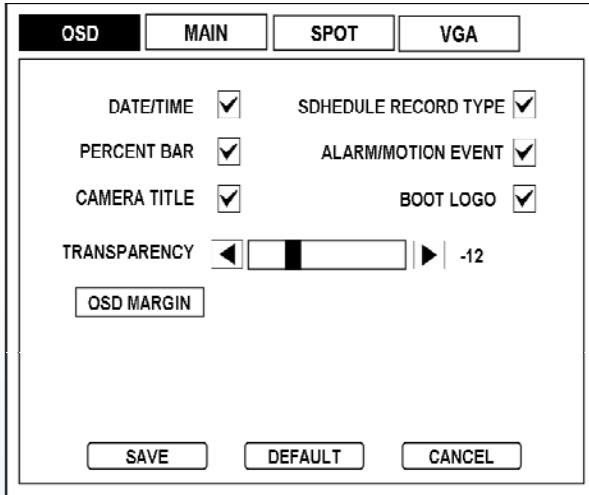 OSD MAIN SPOT VGA
DATE/TIME SDHEDULE RECORD TYPE
PERCENT BAR ALARM/MOTION EVENT
CAMERA TITLE BOOT LOGO
TRANSPARENCY -12
OSD MARGIN
SAVE DEFAULT CANCEL